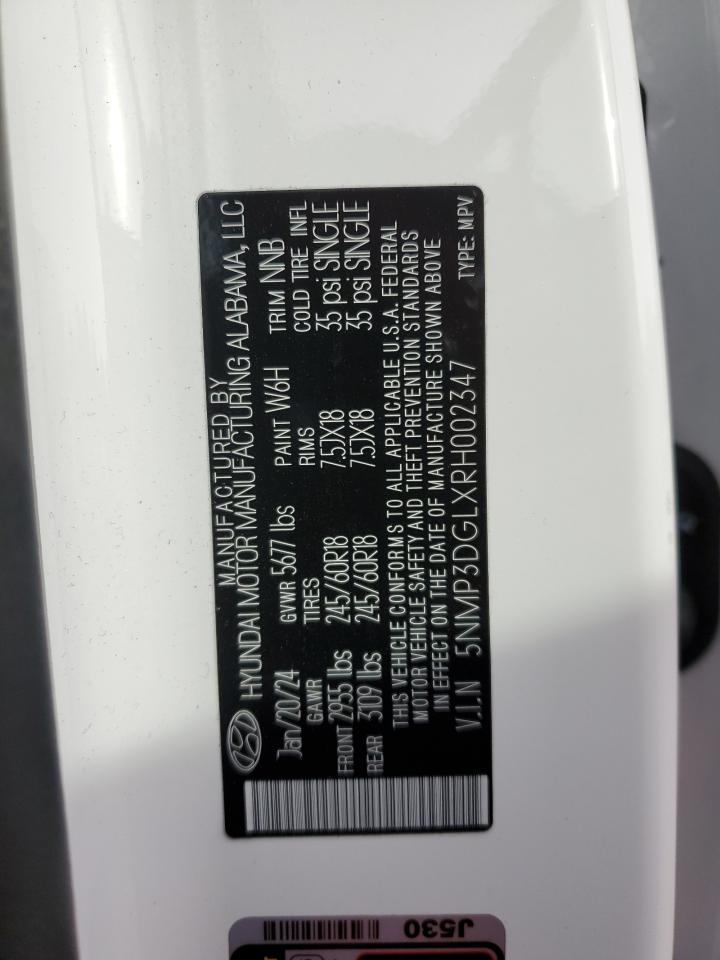 MANUFACTURED BY
HYUNDAI MOTOR MANUFACTURING ALABAMA, LLC
Jan/20/24 GVWR 5677 lbs PAINT W6H TRIM NNB
GAWR TIRES RIMS COLD TIRE INFL
FRONT 2955 lbs 245/60R18 7.5JX18 35 psi SINGLE
REAR 3109 lbs 245/60R18 7.5JX18 35 psi SINGLE
THIS VEHICLE CONFORMS TO ALL APPLICABLE U.S.A. FEDERAL
MOTOR VEHICLE SAFETY AND THEFT PREVENTION STANDARDS
IN EFFECT ON THE DATE OF MANUFACTURE SHOWN ABOVE
V.I.N 5NMP3DGLXRH002347 TYPE: MPV
J530